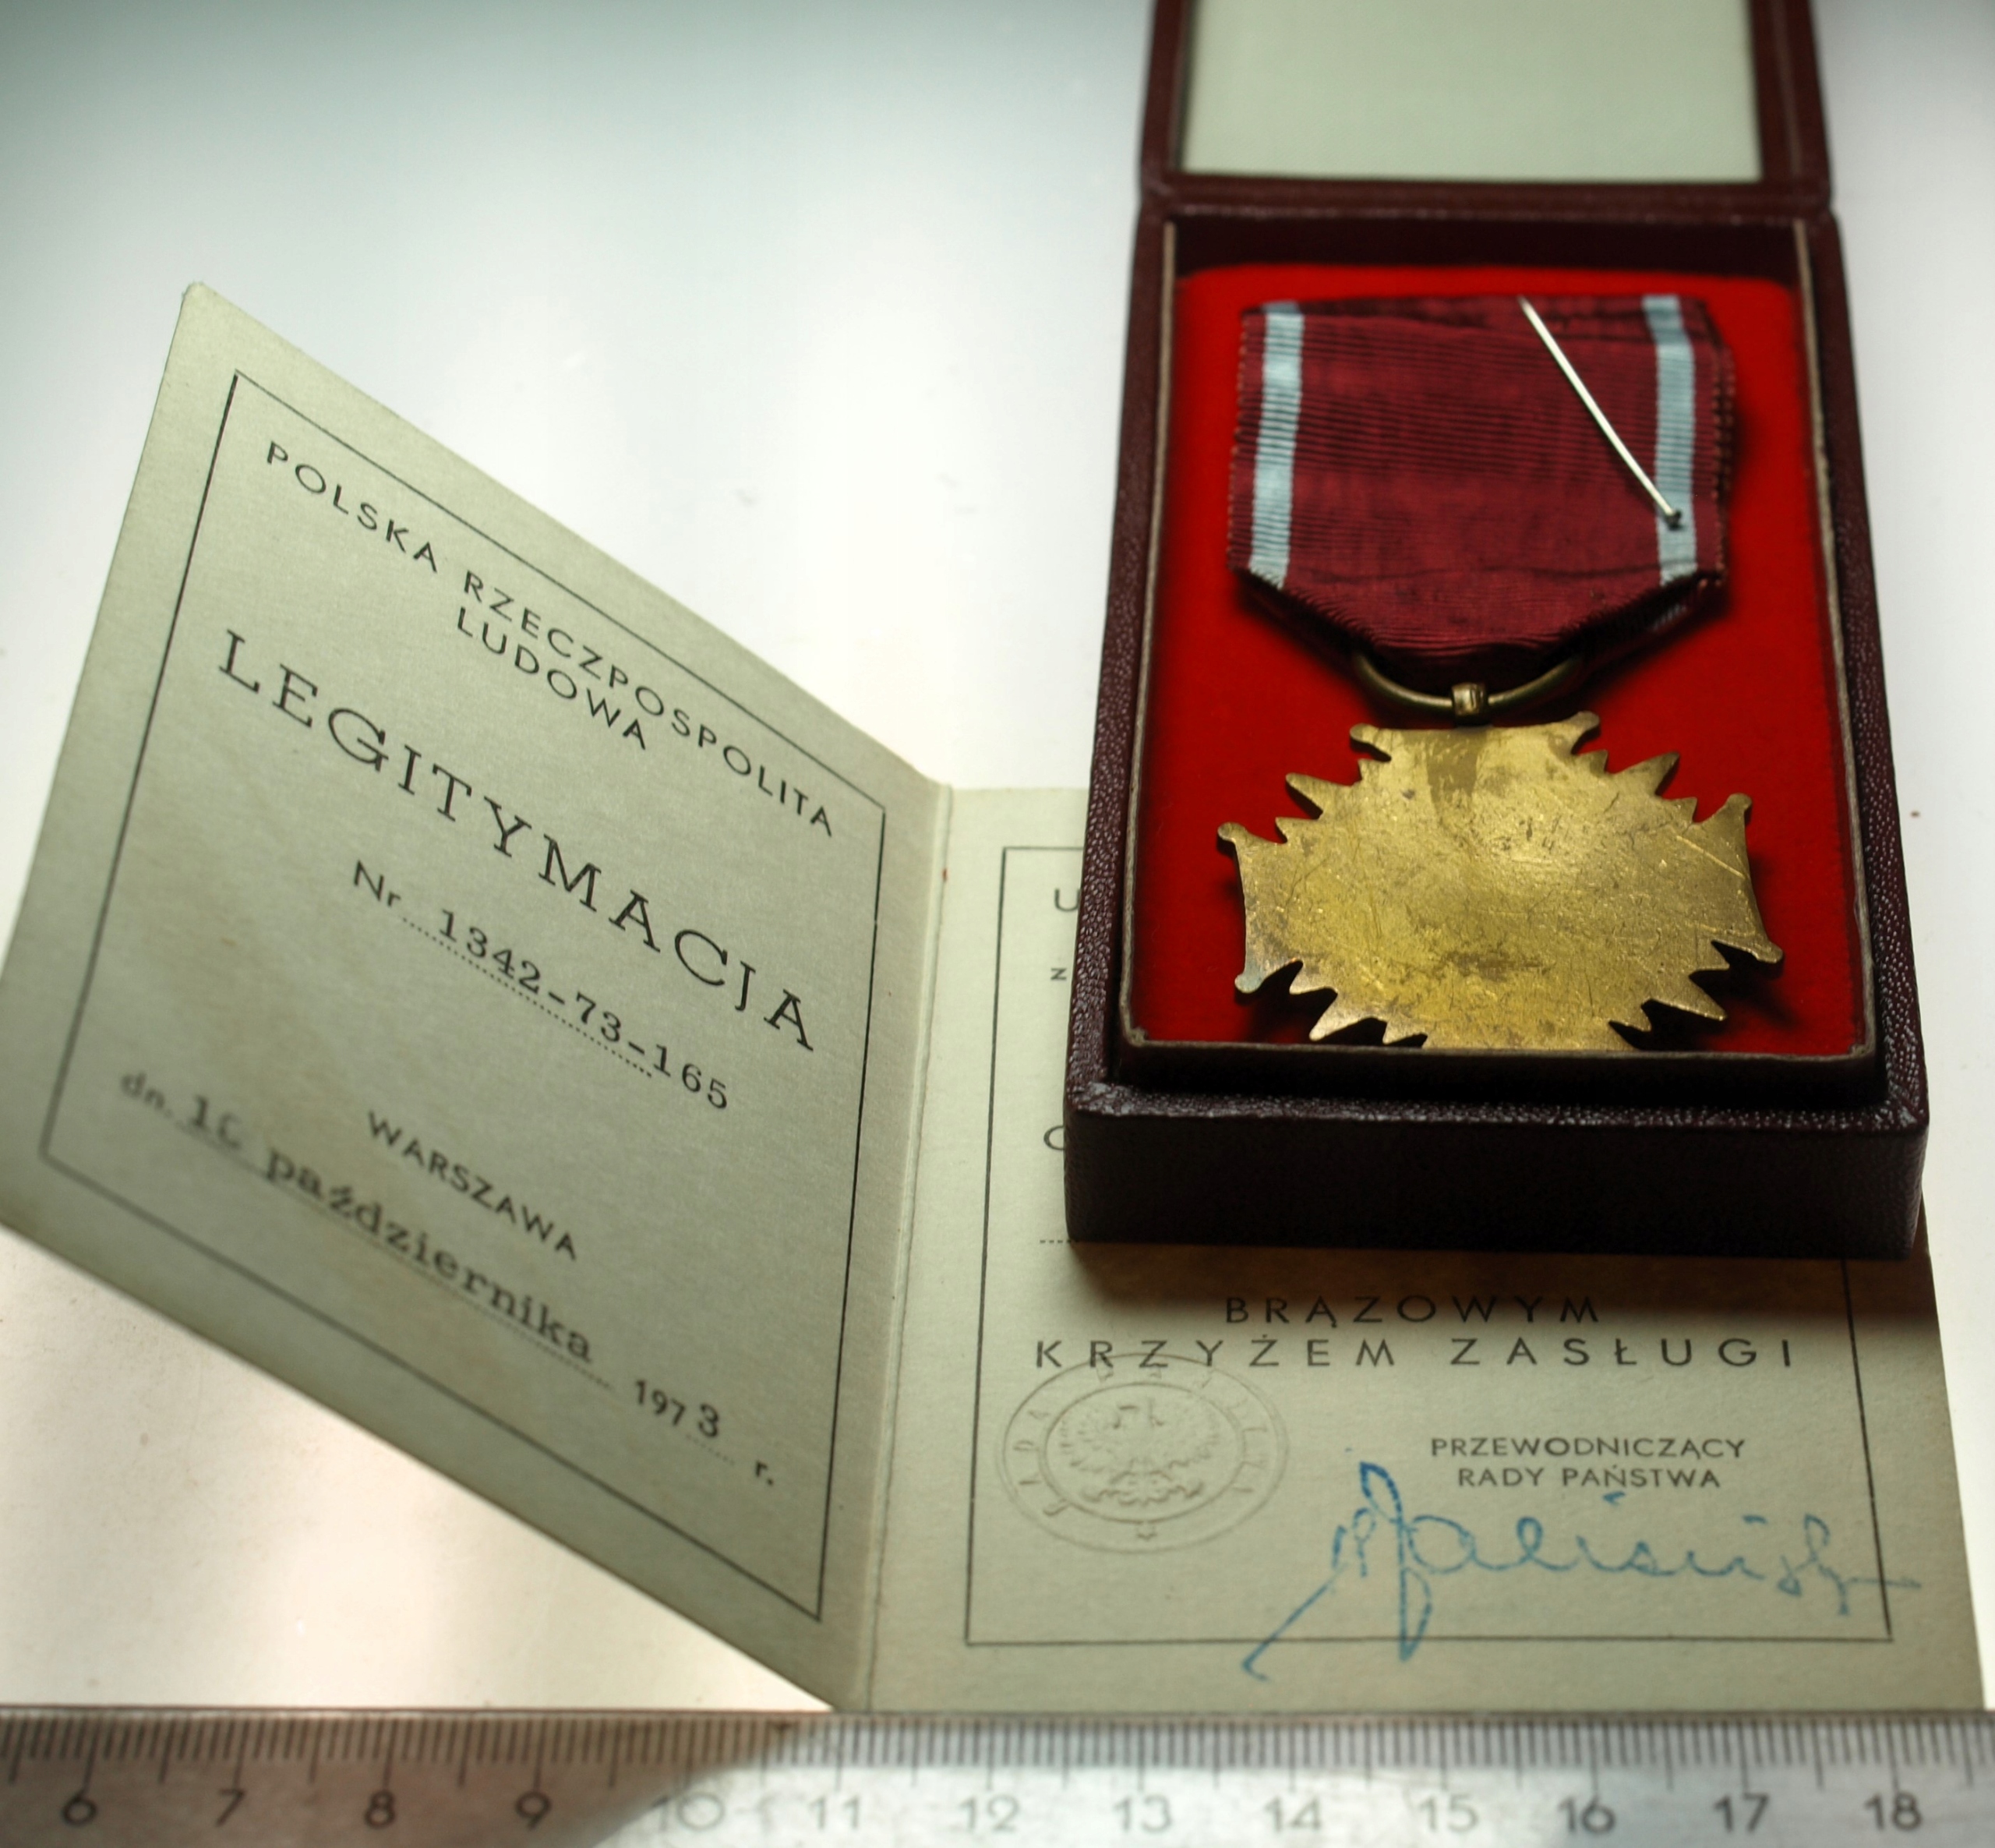 POLSKA RZECZPOSPOLITA
LUDOWA
LEGITYMACJA
Nr 1342-73-165
WARSZAWA
dn. 16 października 1973 r.
BRĄZOWYM
KRZYŻEM ZASŁUGI
PRZEWODNICZĄCY
RADY PAŃSTWA
6 7 8 9 10 11 12 13 14 15 16 17 18